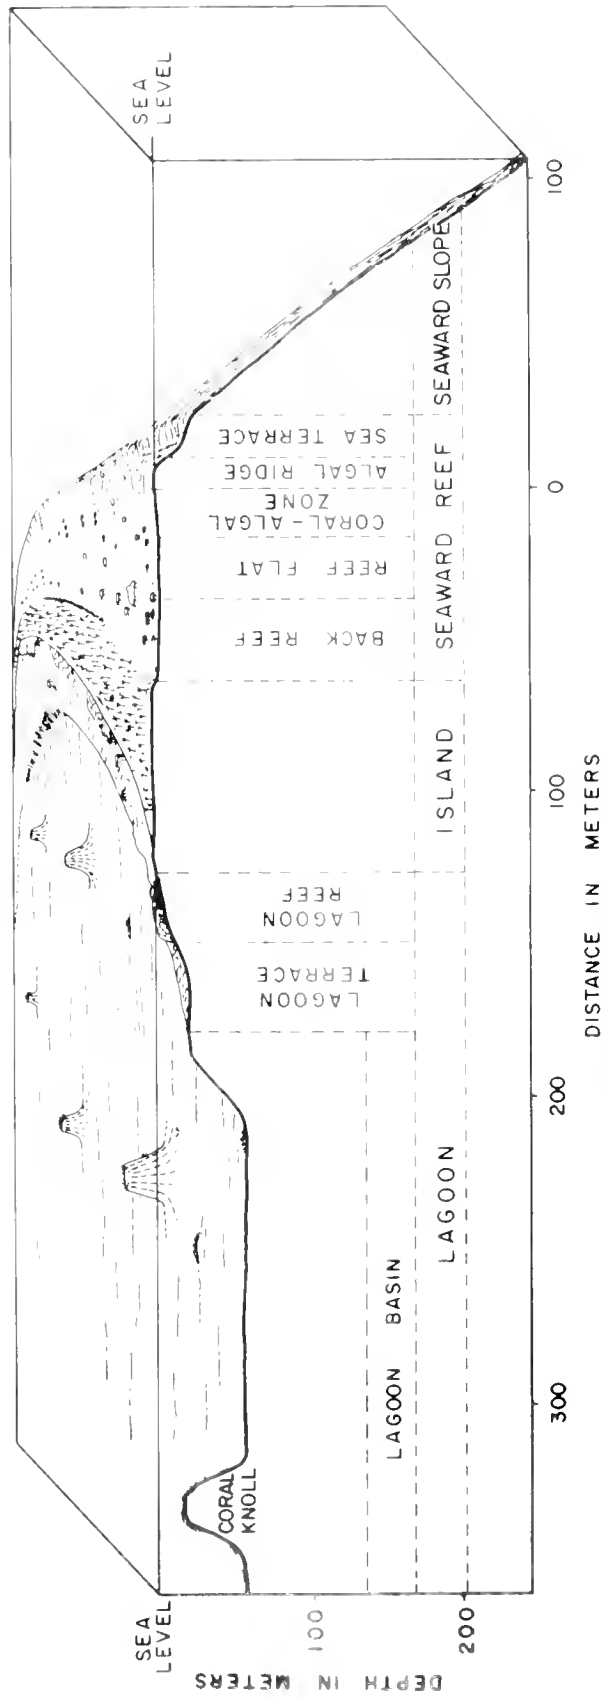 SEA
LEVEL
SEA
LEVEL
CORAL
KNOLL
LAGOON
TERRACE
LAGOON
REEF
BACK REEF
REEF FLAT
CORAL-ALGAL
ZONE
ALGAL RIDGE
SEA TERRACE
LAGOON BASIN
LAGOON
ISLAND
SEAWARD REEF
SEAWARD SLOPE
100
200
DEPTH IN METERS
300
200
100
0
100
DISTANCE IN METERS